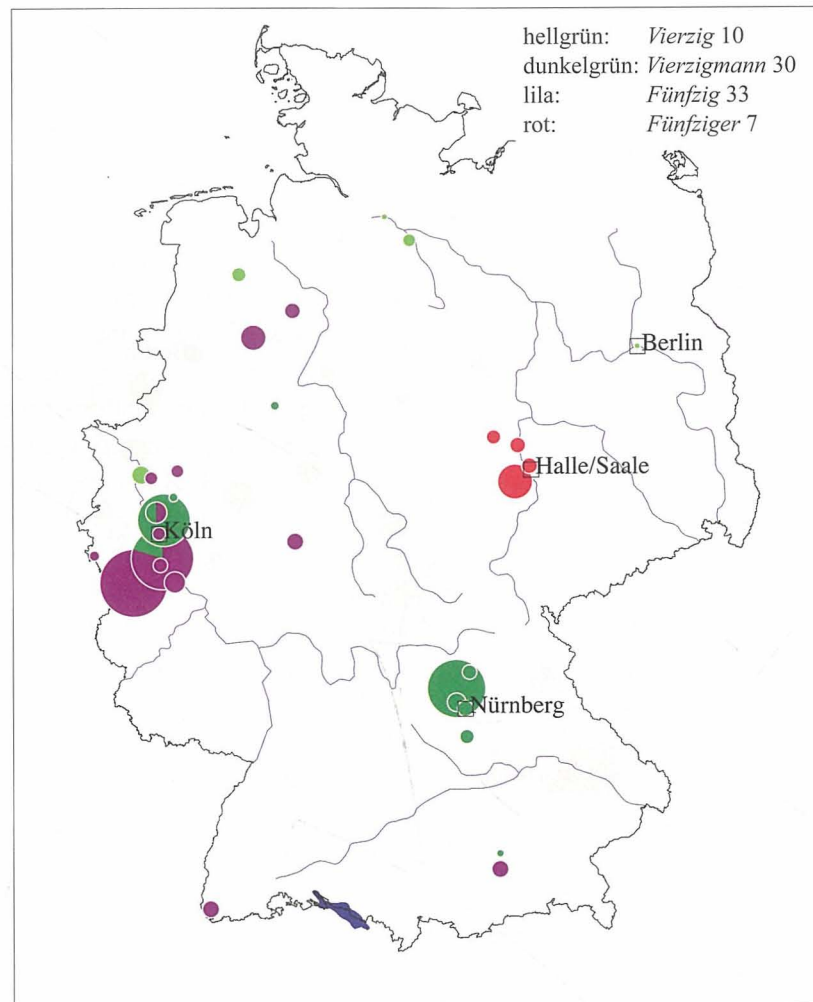 hellgrün: Vierzig 10
dunkelgrün: Vierzigmann 30
lila: Fünfzig 33
rot: Fünfziger 7
Berlin
Halle/Saale
Köln
Nürnberg